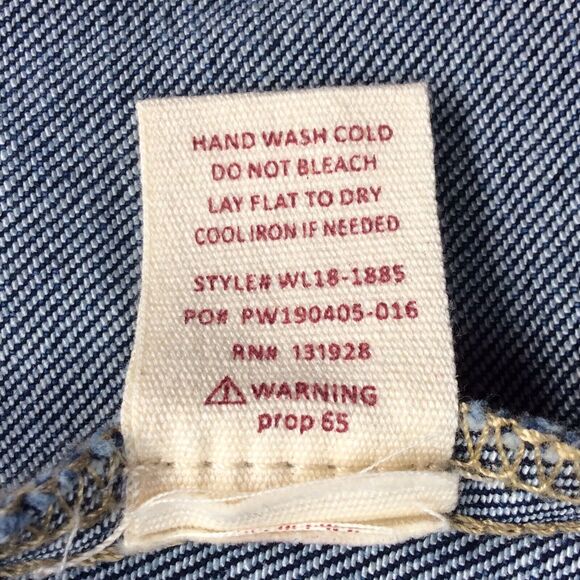 HAND WASH COLD
DO NOT BLEACH
LAY FLAT TO DRY
COOL IRON IF NEEDED
STYLE# WL18-1885
PO# PW190405-016
RN# 131928
⚠ WARNING
prop 65